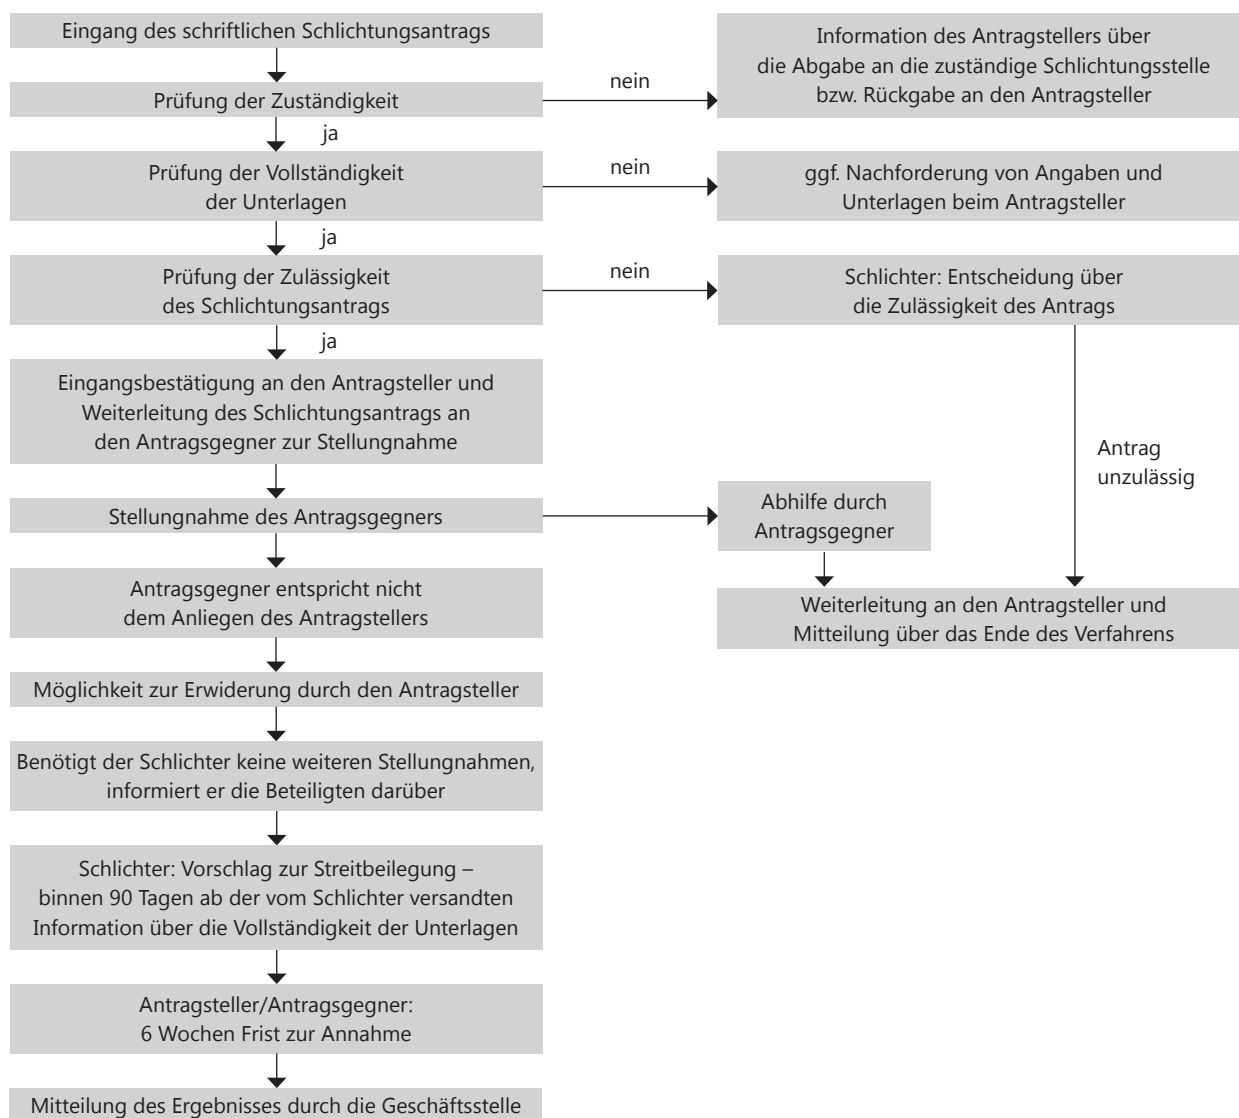 Eingang des schriftlichen Schlichtungsantrags
Information des Antragstellers über
die Abgabe an die zuständige Schlichtungsstelle
bzw. Rückgabe an den Antragsteller
nein
Prüfung der Zuständigkeit
ja
Prüfung der Vollständigkeit
der Unterlagen
nein
ggf. Nachforderung von Angaben und
Unterlagen beim Antragsteller
ja
Prüfung der Zulässigkeit
des Schlichtungsantrags
nein
Schlichter: Entscheidung über
die Zulässigkeit des Antrags
ja
Eingangsbestätigung an den Antragsteller und
Weiterleitung des Schlichtungsantrags an
den Antragsgegner zur Stellungnahme
Antrag
unzulässig
Stellungnahme des Antragsgegners
Abhilfe durch
Antragsgegner
Antragsgegner entspricht nicht
dem Anliegen des Antragstellers
Weiterleitung an den Antragsteller und
Mitteilung über das Ende des Verfahrens
Möglichkeit zur Erwiderung durch den Antragsteller
Benötigt der Schlichter keine weiteren Stellungnahmen,
informiert er die Beteiligten darüber
Schlichter: Vorschlag zur Streitbeilegung –
binnen 90 Tagen ab der vom Schlichter versandten
Information über die Vollständigkeit der Unterlagen
Antragsteller/Antragsgegner:
6 Wochen Frist zur Annahme
Mitteilung des Ergebnisses durch die Geschäftsstelle